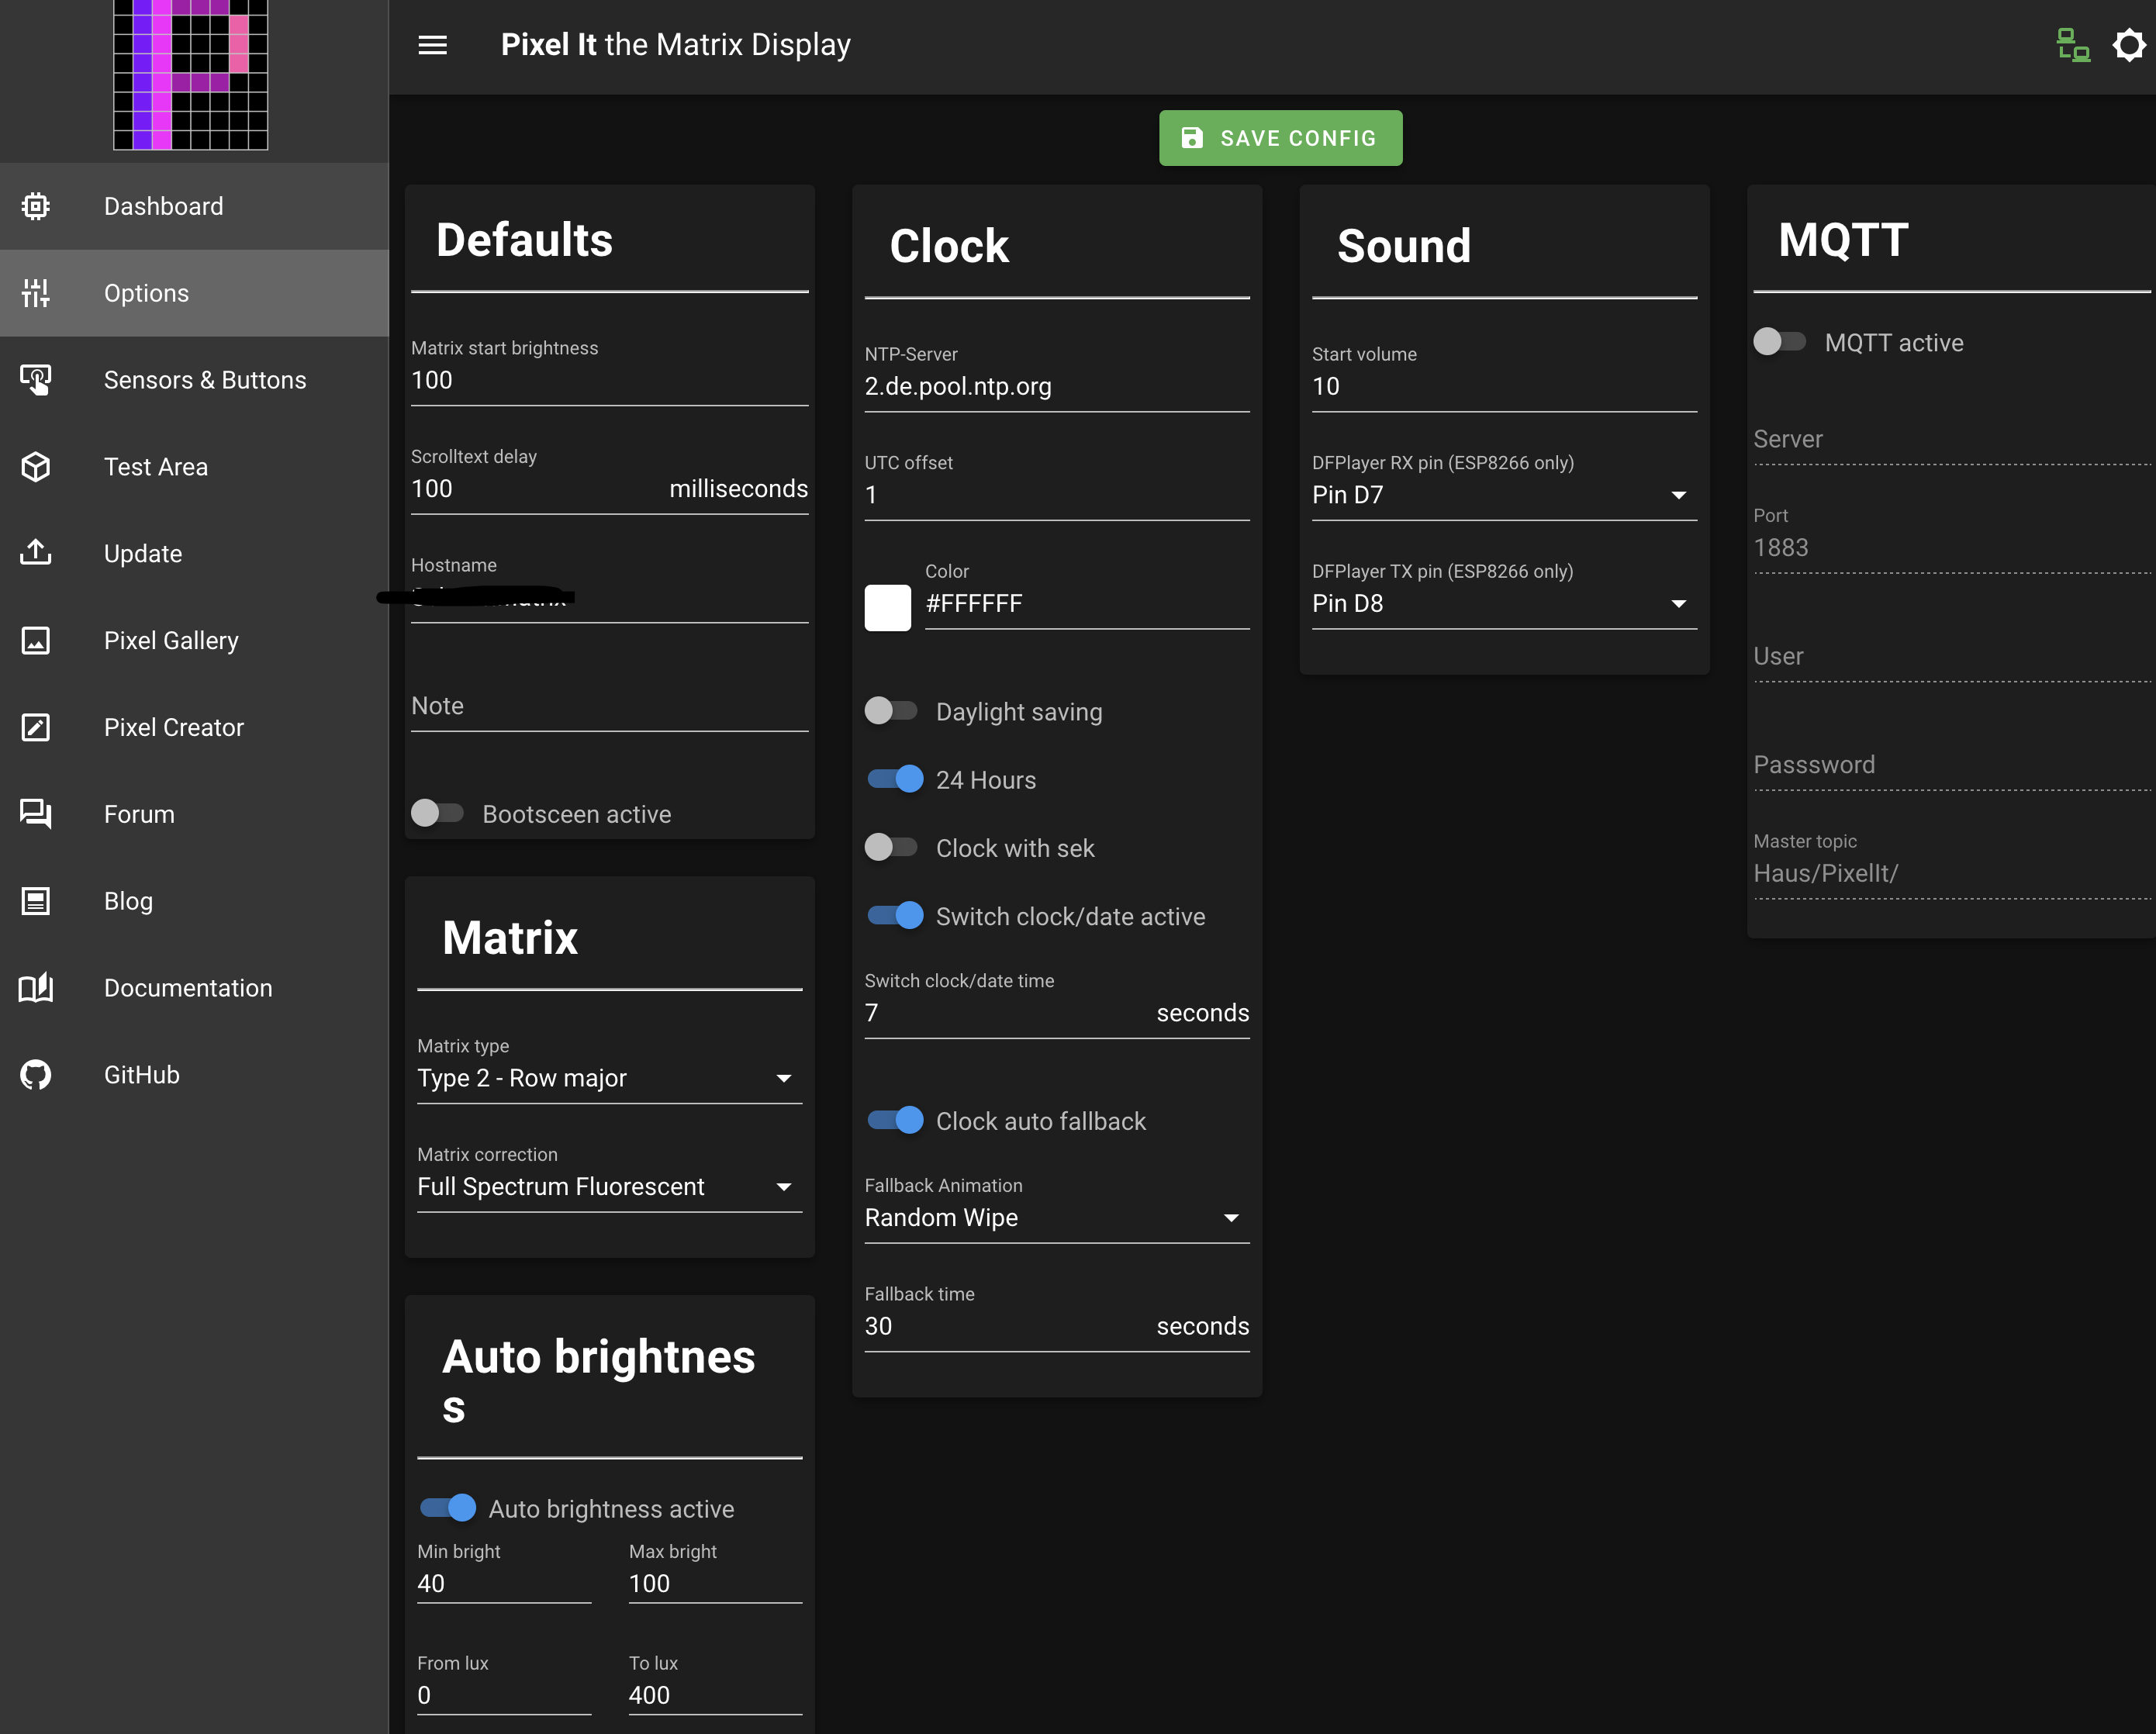 Pixel It the Matrix Display
SAVE CONFIG
Dashboard
Options
Sensors & Buttons
Test Area
Update
Pixel Gallery
Pixel Creator
Forum
Blog
Documentation
GitHub
Defaults
Matrix start brightness
100
Scrolltext delay
100 milliseconds
Hostname
Note
Bootsceen active
Matrix
Matrix type
Type 2 - Row major
Matrix correction
Full Spectrum Fluorescent
Auto brightnes
s
Auto brightness active
Min bright Max bright
40 100
From lux To lux
0 400
Clock
NTP-Server
2.de.pool.ntp.org
UTC offset
1
Color
#FFFFFF
Daylight saving
24 Hours
Clock with sek
Switch clock/date active
Switch clock/date time
7 seconds
Clock auto fallback
Fallback Animation
Random Wipe
Fallback time
30 seconds
Sound
Start volume
10
DFPlayer RX pin (ESP8266 only)
Pin D7
DFPlayer TX pin (ESP8266 only)
Pin D8
MQTT
MQTT active
Server
Port
1883
User
Passsword
Master topic
Haus/PixelIt/